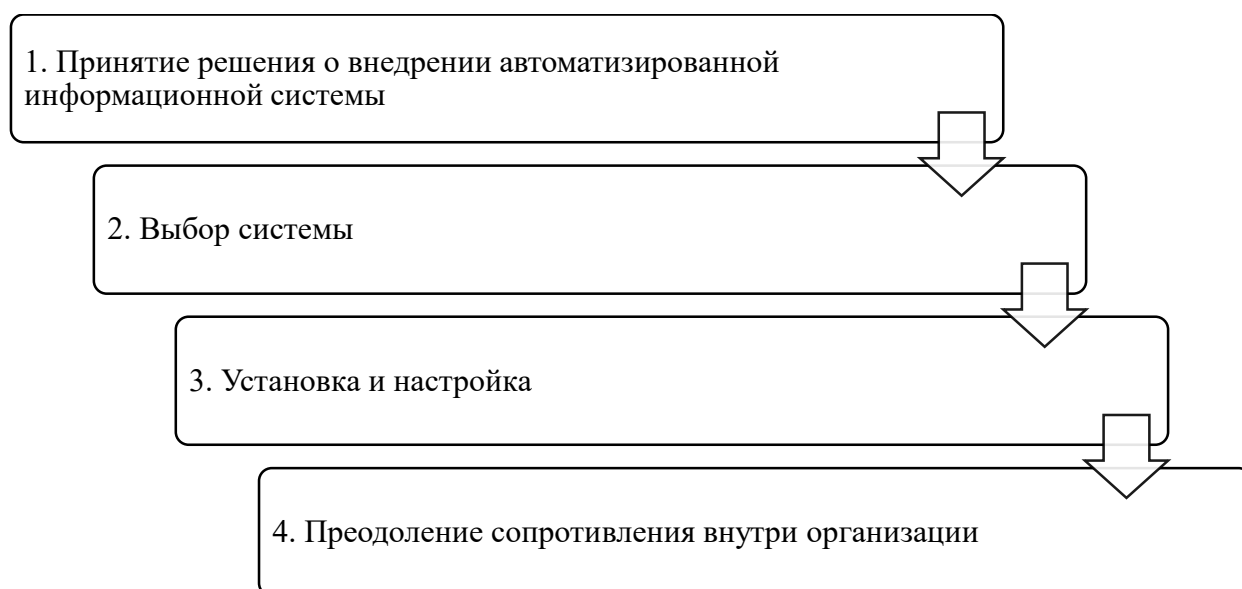 1. Принятие решения о внедрении автоматизированной
информационной системы
2. Выбор системы
3. Установка и настройка
4. Преодоление сопротивления внутри организации